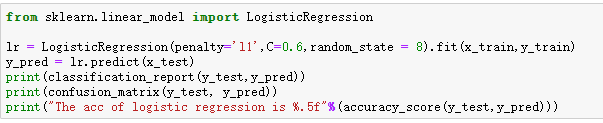 from sklearn.linear_model import LogisticRegression
lr = LogisticRegression(penalty='l1',C=0.6,random_state = 8).fit(x_train,y_train)
y_pred = lr.predict(x_test)
print(classification_report(y_test,y_pred))
print(confusion_matrix(y_test, y_pred))
print("The acc of logistic regression is %.5f"%(accuracy_score(y_test,y_pred)))